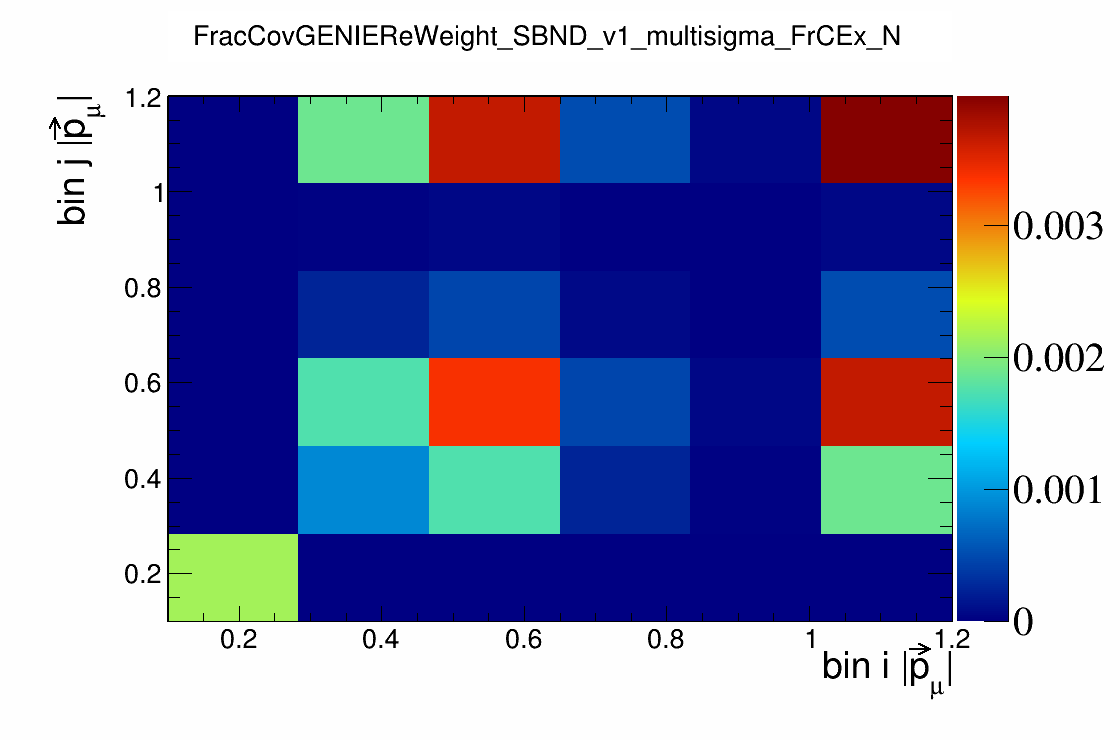 FracCovGENIEReWeight_SBND_v1_multisigma_FrCEx_N
bin j |p⃗μ|
1.2
1
0.8
0.6
0.4
0.2
0.2 0.4 0.6 0.8 1 1.2
bin i |p⃗μ|
0.003
0.002
0.001
0